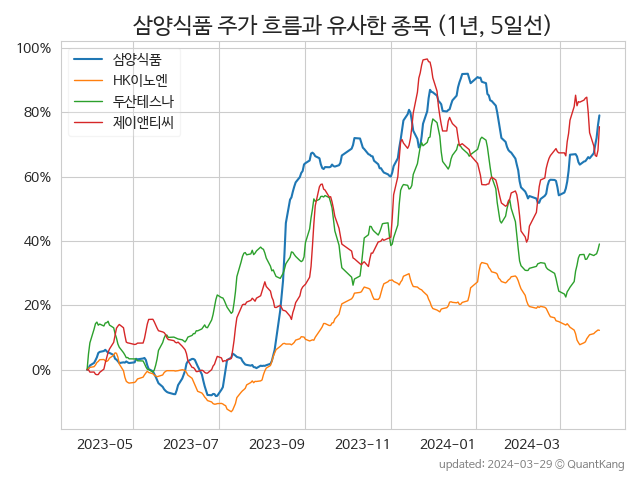 삼양식품 주가 흐름과 유사한 종목 (1년, 5일선)
100%
80%
60%
40%
20%
0%
삼양식품
HK이노엔
두산테스나
제이앤티씨
2023-05
2023-07
2023-09
2023-11
2024-01
2024-03
updated: 2024-03-29 © QuantKang